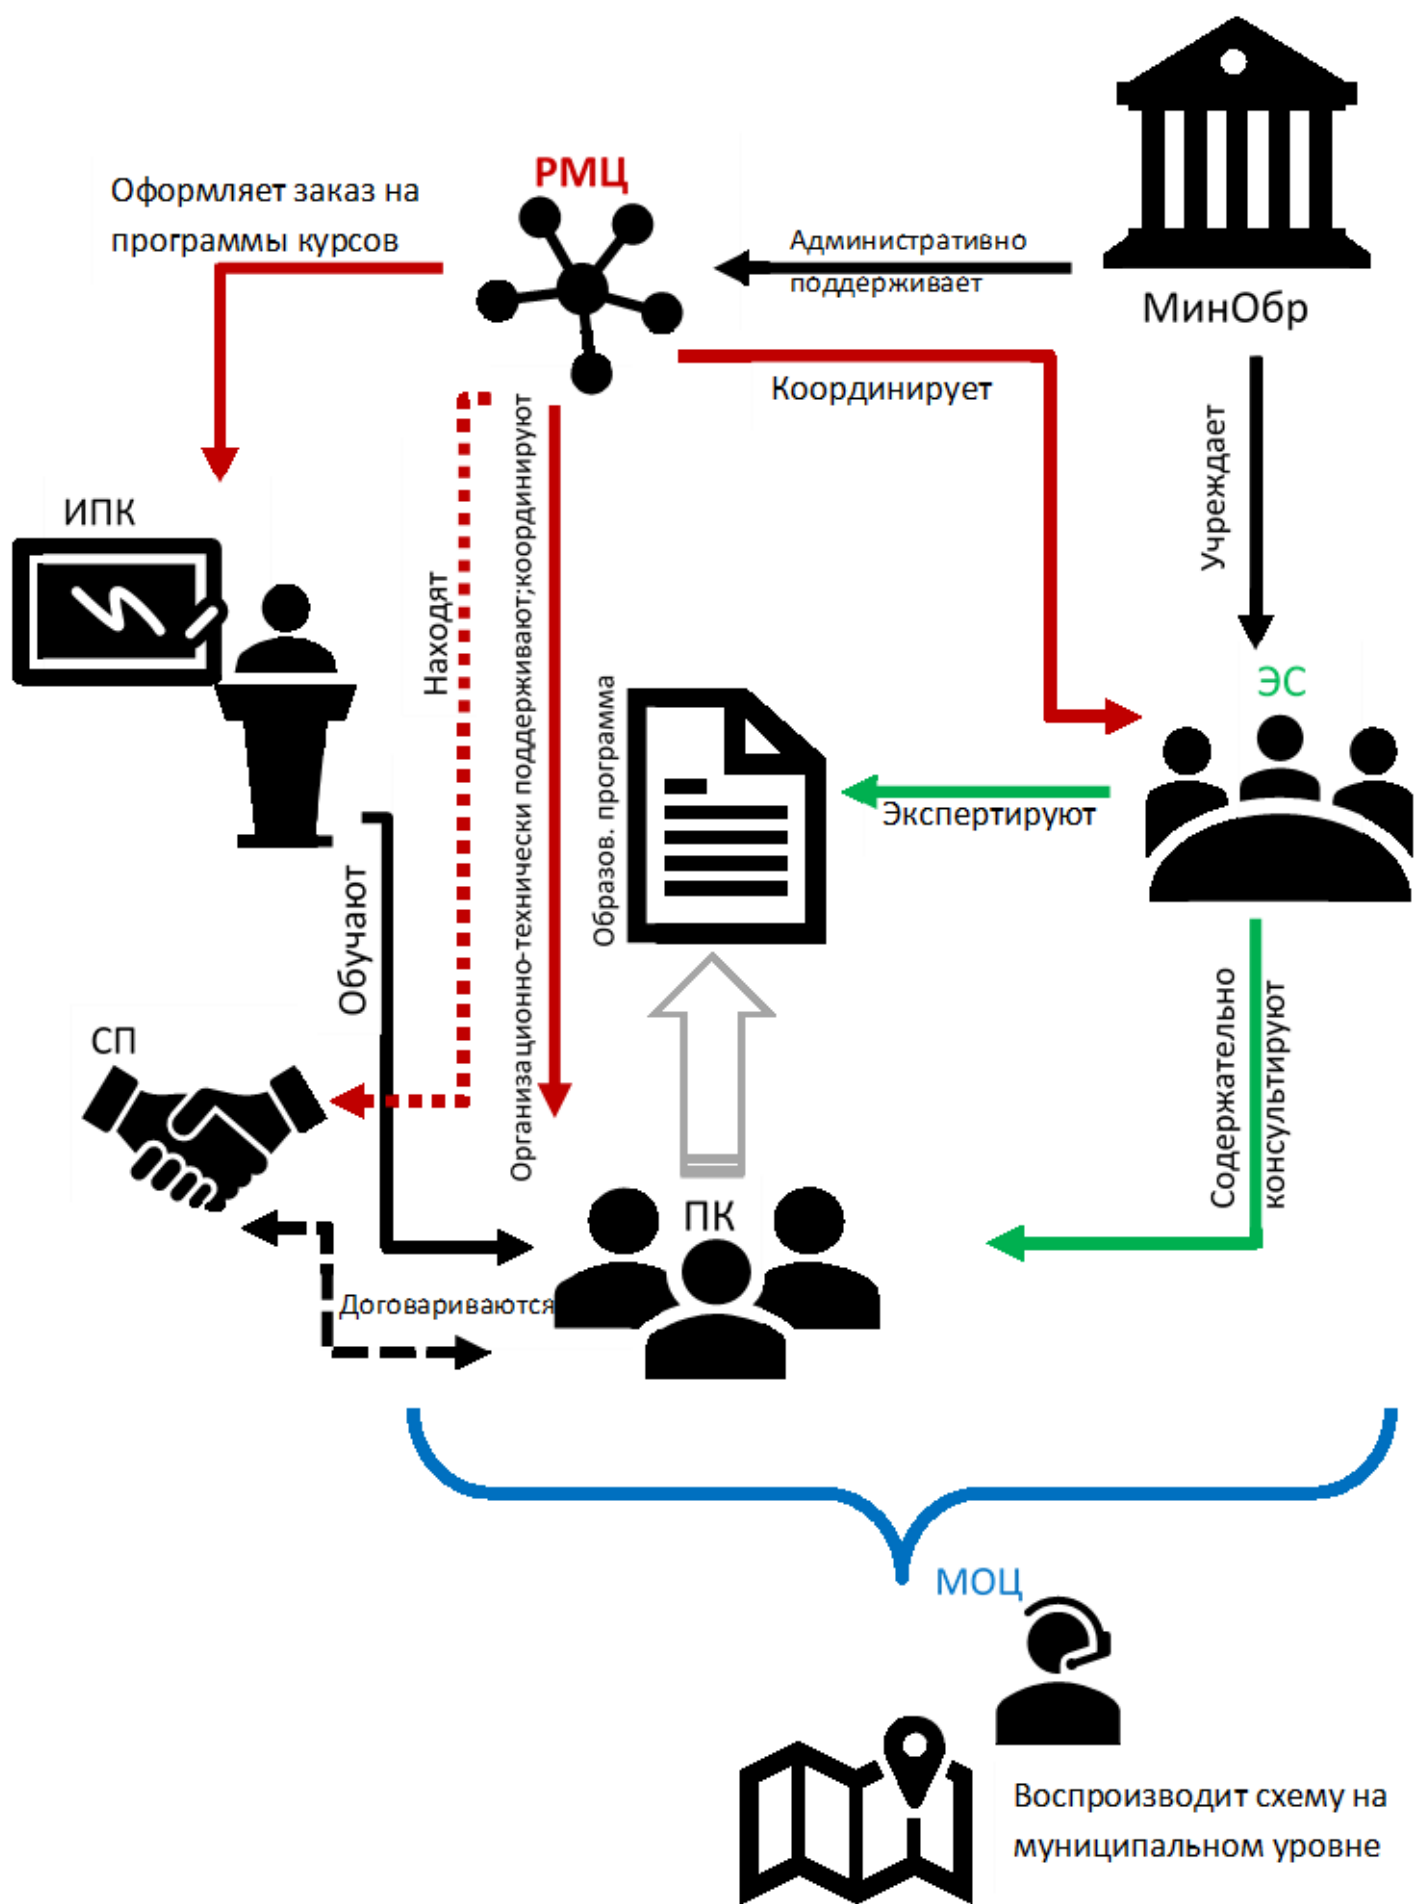 РМЦ
Оформляет заказ на
программы курсов
Административно
поддерживает
МинОбр
Координирует
Учреждает
ИПК
Находят
Организационно-технически поддерживают;координируют
ЭС
Образов. программа
Экспертируют
Обучают
Содержательно
консультируют
СП
ПК
Договариваются
МОЦ
Воспроизводит схему на
муниципальном уровне